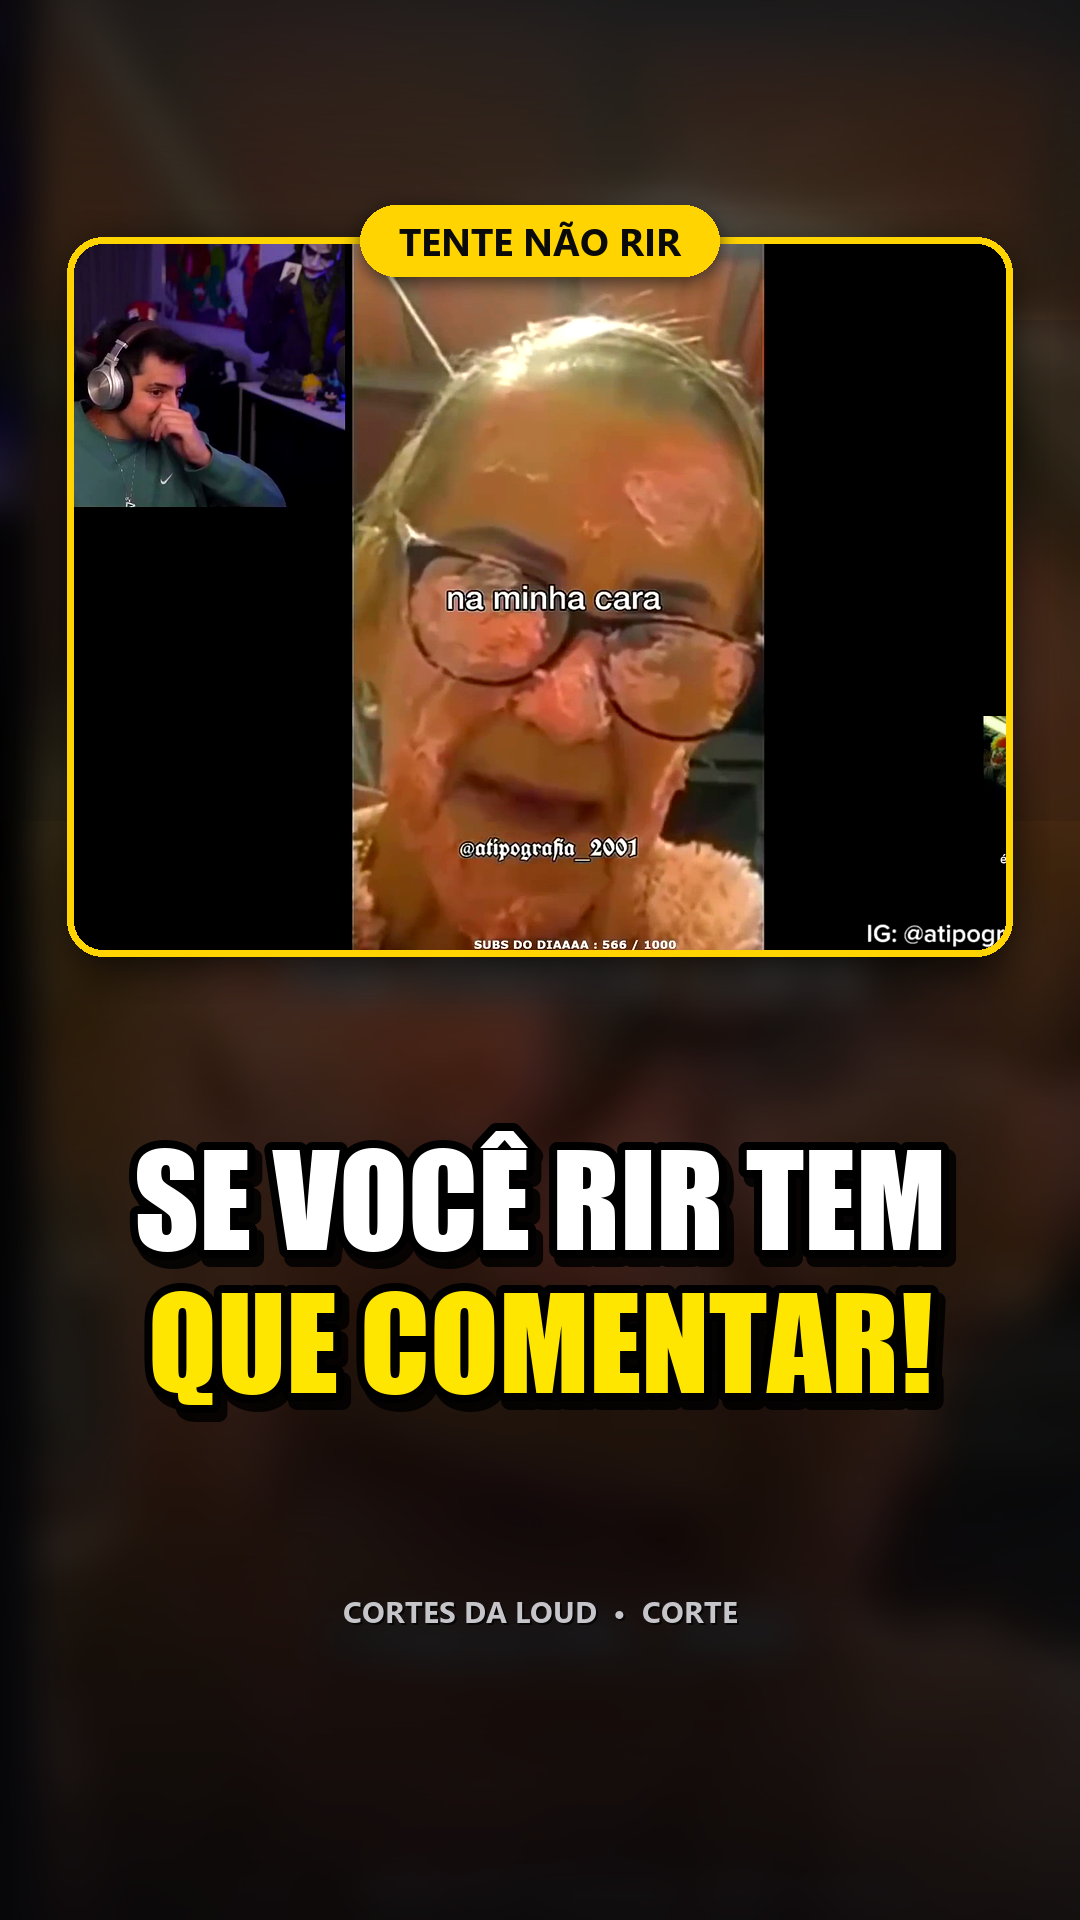 TENTE NÃO RIR
na minha cara
@atipografia_2001
é
IG: @atipogr
SUBS DO DIAAAA : 566 / 1000
SE VOCÊ RIR TEM
QUE COMENTAR!
CORTES DA LOUD • CORTE